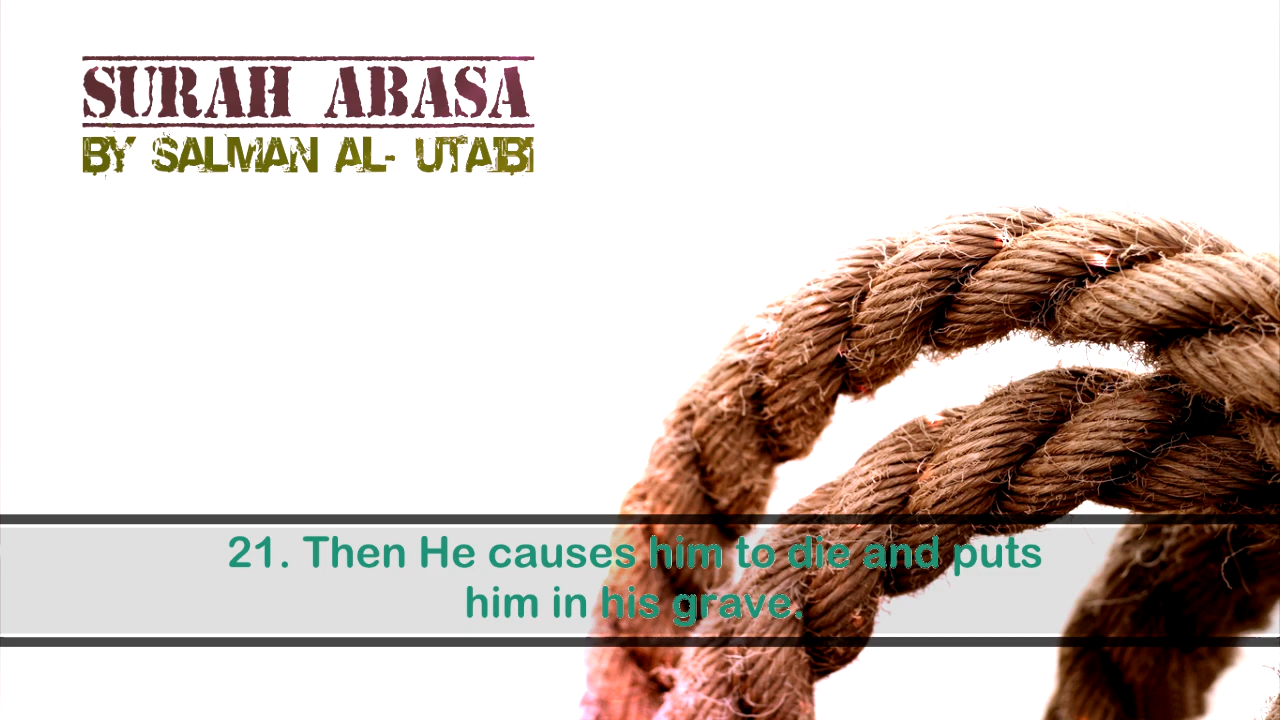 SURAH ABASA
BY SALMAN AL- UTAIBI
21. Then He causes him to die and puts
him in his grave.